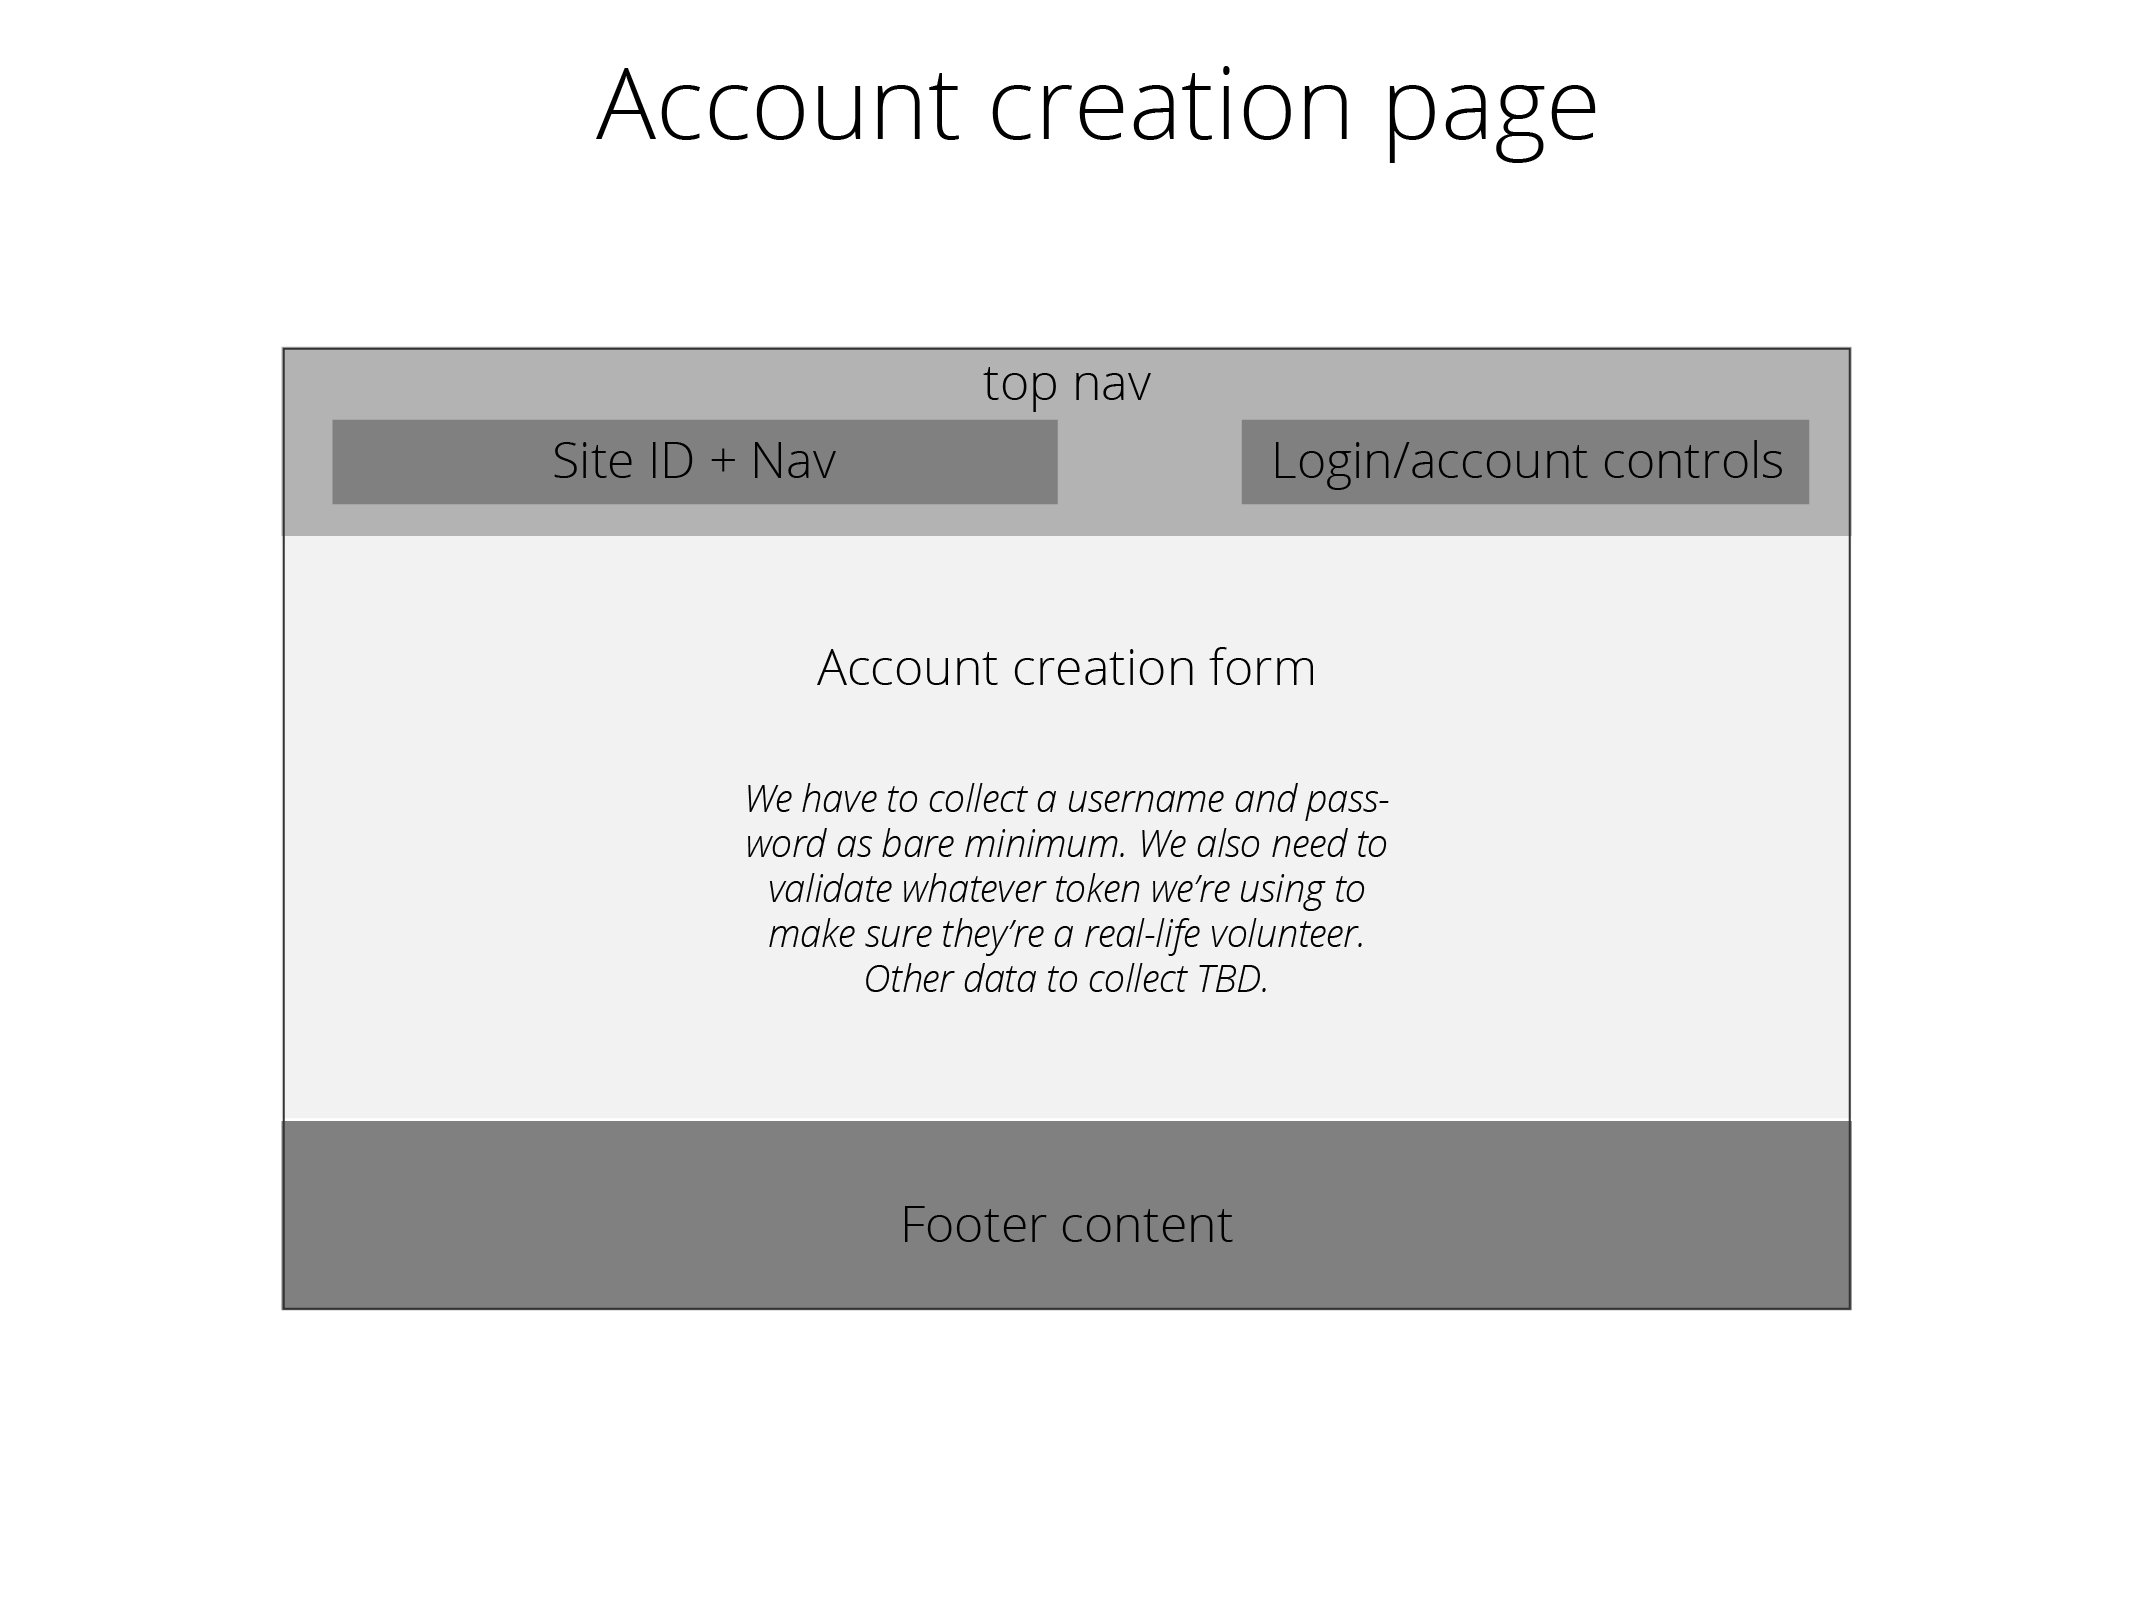 Account creation page
top nav
Site ID + Nav
Login/account controls
Account creation form
We have to collect a username and pass-
word as bare minimum. We also need to
validate whatever token we’re using to
make sure they’re a real-life volunteer.
Other data to collect TBD.
Footer content